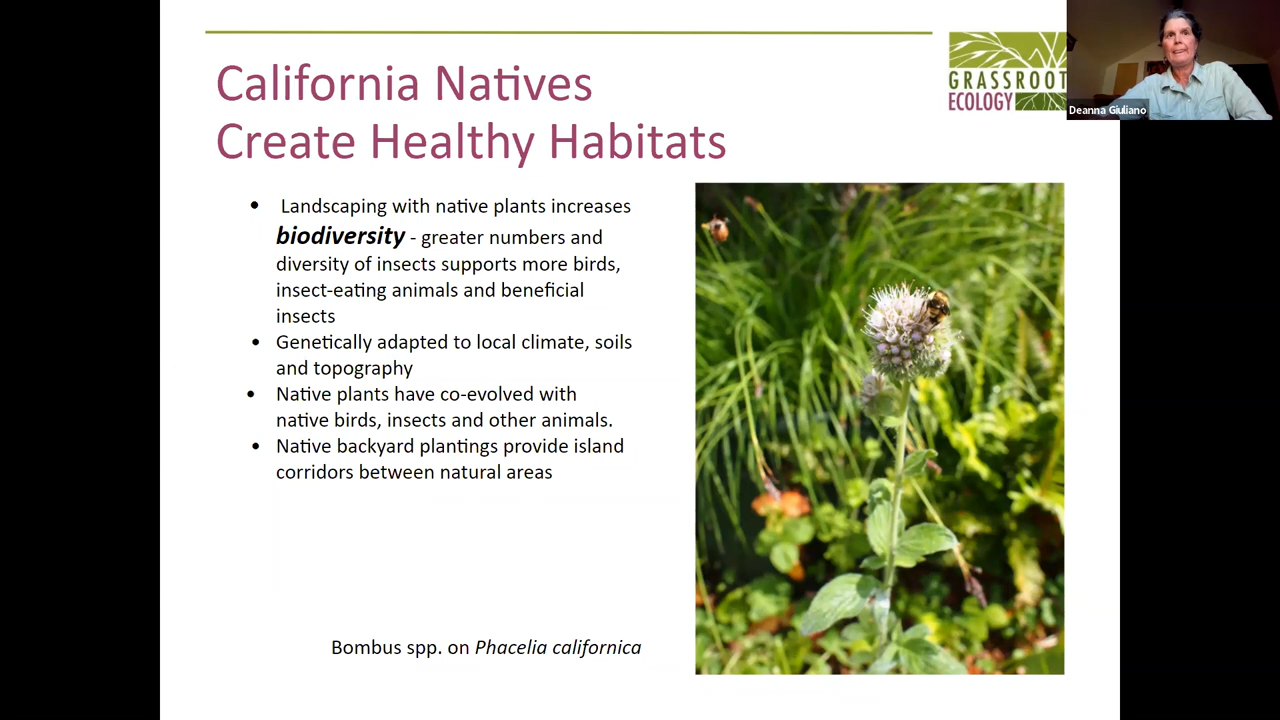 California Natives
Create Healthy Habitats
GRASSROOT
ECOLOGY
Deanna Giuliano
• Landscaping with native plants increases
biodiversity - greater numbers and
diversity of insects supports more birds,
insect-eating animals and beneficial
insects
• Genetically adapted to local climate, soils
and topography
• Native plants have co-evolved with
native birds, insects and other animals.
• Native backyard plantings provide island
corridors between natural areas
Bombus spp. on Phacelia californica